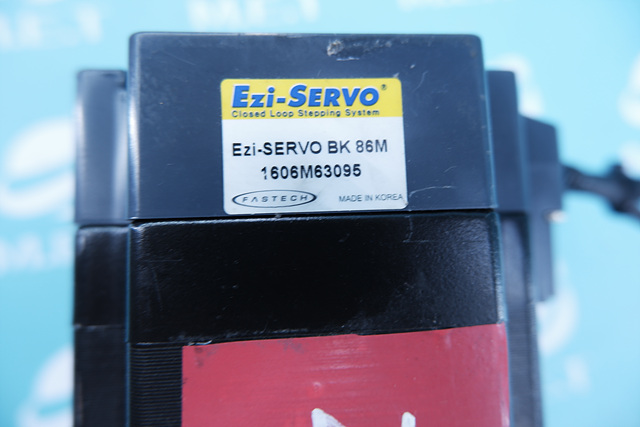 Ezi-SERVO®
Closed Loop Stepping System
Ezi-SERVO BK 86M
1606M63095
FASTECH
MADE IN KOREA